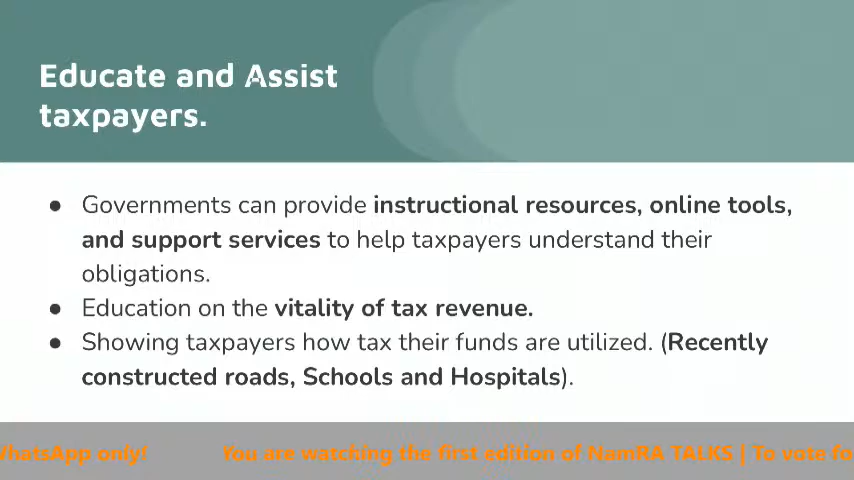 Educate and Assist
taxpayers.
● Governments can provide instructional resources, online tools,
and support services to help taxpayers understand their
obligations.
● Education on the vitality of tax revenue.
● Showing taxpayers how tax their funds are utilized. (Recently
constructed roads, Schools and Hospitals).
WhatsApp only! You are watching the first edition of NamRA TALKS | To vote fo